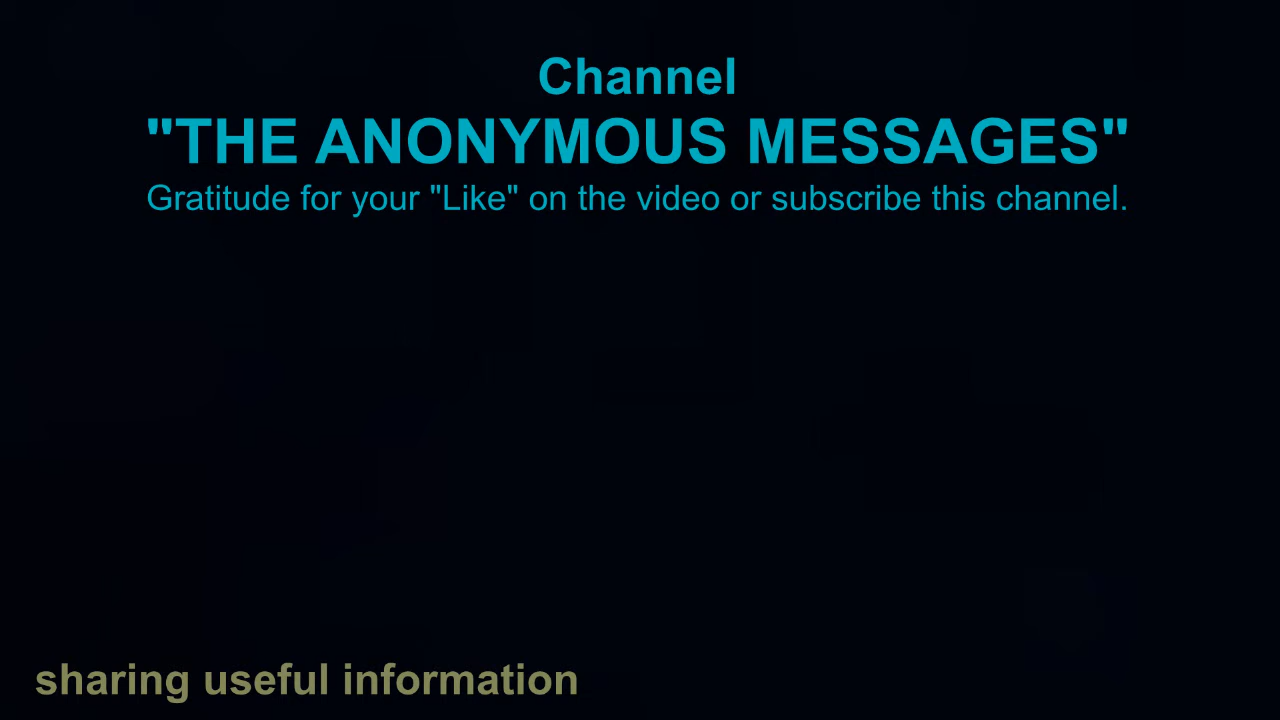 Channel
"THE ANONYMOUS MESSAGES"
Gratitude for your "Like" on the video or subscribe this channel.
sharing useful information